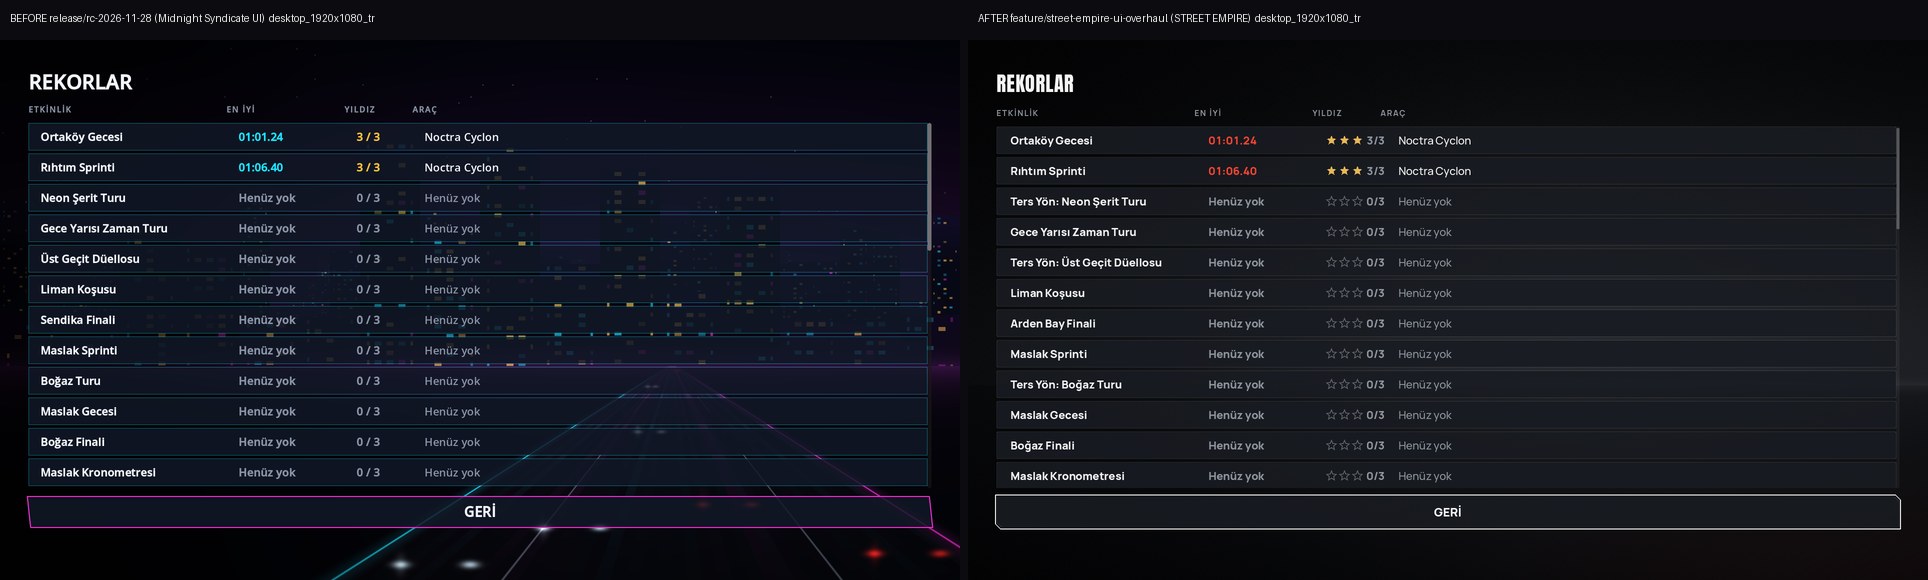 BEFORE release/rc-2026-11-28 (Midnight Syndicate UI) desktop_1920x1080_tr
REKORLAR
ETKİNLİK EN İYİ YILDIZ ARAÇ
Ortaköy Gecesi 01:01.24 3 / 3 Noctra Cyclon
Rıhtım Sprinti 01:06.40 3 / 3 Noctra Cyclon
Neon Şerit Turu Henüz yok 0 / 3 Henüz yok
Gece Yarısı Zaman Turu Henüz yok 0 / 3 Henüz yok
Üst Geçit Düellosu Henüz yok 0 / 3 Henüz yok
Liman Koşusu Henüz yok 0 / 3 Henüz yok
Sendika Finali Henüz yok 0 / 3 Henüz yok
Maslak Sprinti Henüz yok 0 / 3 Henüz yok
Boğaz Turu Henüz yok 0 / 3 Henüz yok
Maslak Gecesi Henüz yok 0 / 3 Henüz yok
Boğaz Finali Henüz yok 0 / 3 Henüz yok
Maslak Kronometresi Henüz yok 0 / 3 Henüz yok
GERİ
AFTER feature/street-empire-ui-overhaul (STREET EMPIRE) desktop_1920x1080_tr
REKORLAR
ETKİNLİK EN İYİ YILDIZ ARAÇ
Ortaköy Gecesi 01:01.24 ★★★ 3/3 Noctra Cyclon
Rıhtım Sprinti 01:06.40 ★★★ 3/3 Noctra Cyclon
Ters Yön: Neon Şerit Turu Henüz yok ☆☆☆ 0/3 Henüz yok
Gece Yarısı Zaman Turu Henüz yok ☆☆☆ 0/3 Henüz yok
Ters Yön: Üst Geçit Düellosu Henüz yok ☆☆☆ 0/3 Henüz yok
Liman Koşusu Henüz yok ☆☆☆ 0/3 Henüz yok
Arden Bay Finali Henüz yok ☆☆☆ 0/3 Henüz yok
Maslak Sprinti Henüz yok ☆☆☆ 0/3 Henüz yok
Ters Yön: Boğaz Turu Henüz yok ☆☆☆ 0/3 Henüz yok
Maslak Gecesi Henüz yok ☆☆☆ 0/3 Henüz yok
Boğaz Finali Henüz yok ☆☆☆ 0/3 Henüz yok
Maslak Kronometresi Henüz yok ☆☆☆ 0/3 Henüz yok
GERİ